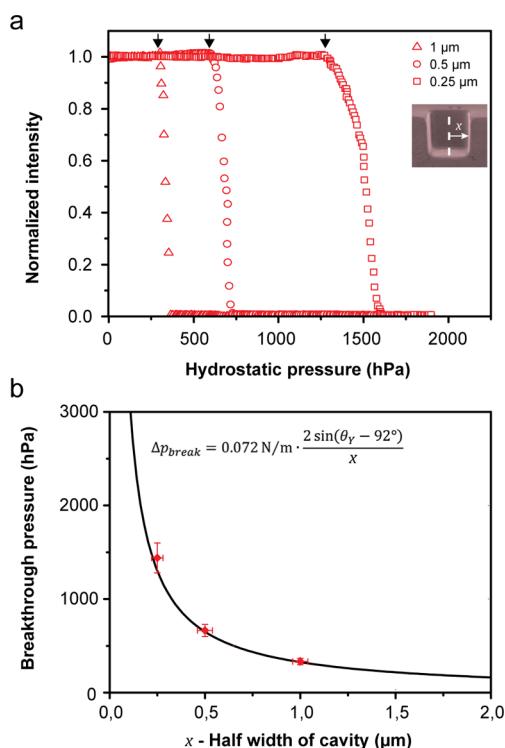 a
1 µm
0.5 µm
0.25 µm
x
Normalized intensity
1.0
0.8
0.6
0.4
0.2
0.0
0 500 1000 1500 2000
Hydrostatic pressure (hPa)
b
Δp_break = 0.072 N/m · 2 sin(θ_Y − 92°) / x
Breakthrough pressure (hPa)
3000
2000
1000
0
0,0 0,5 1,0 1,5 2,0
x - Half width of cavity (µm)